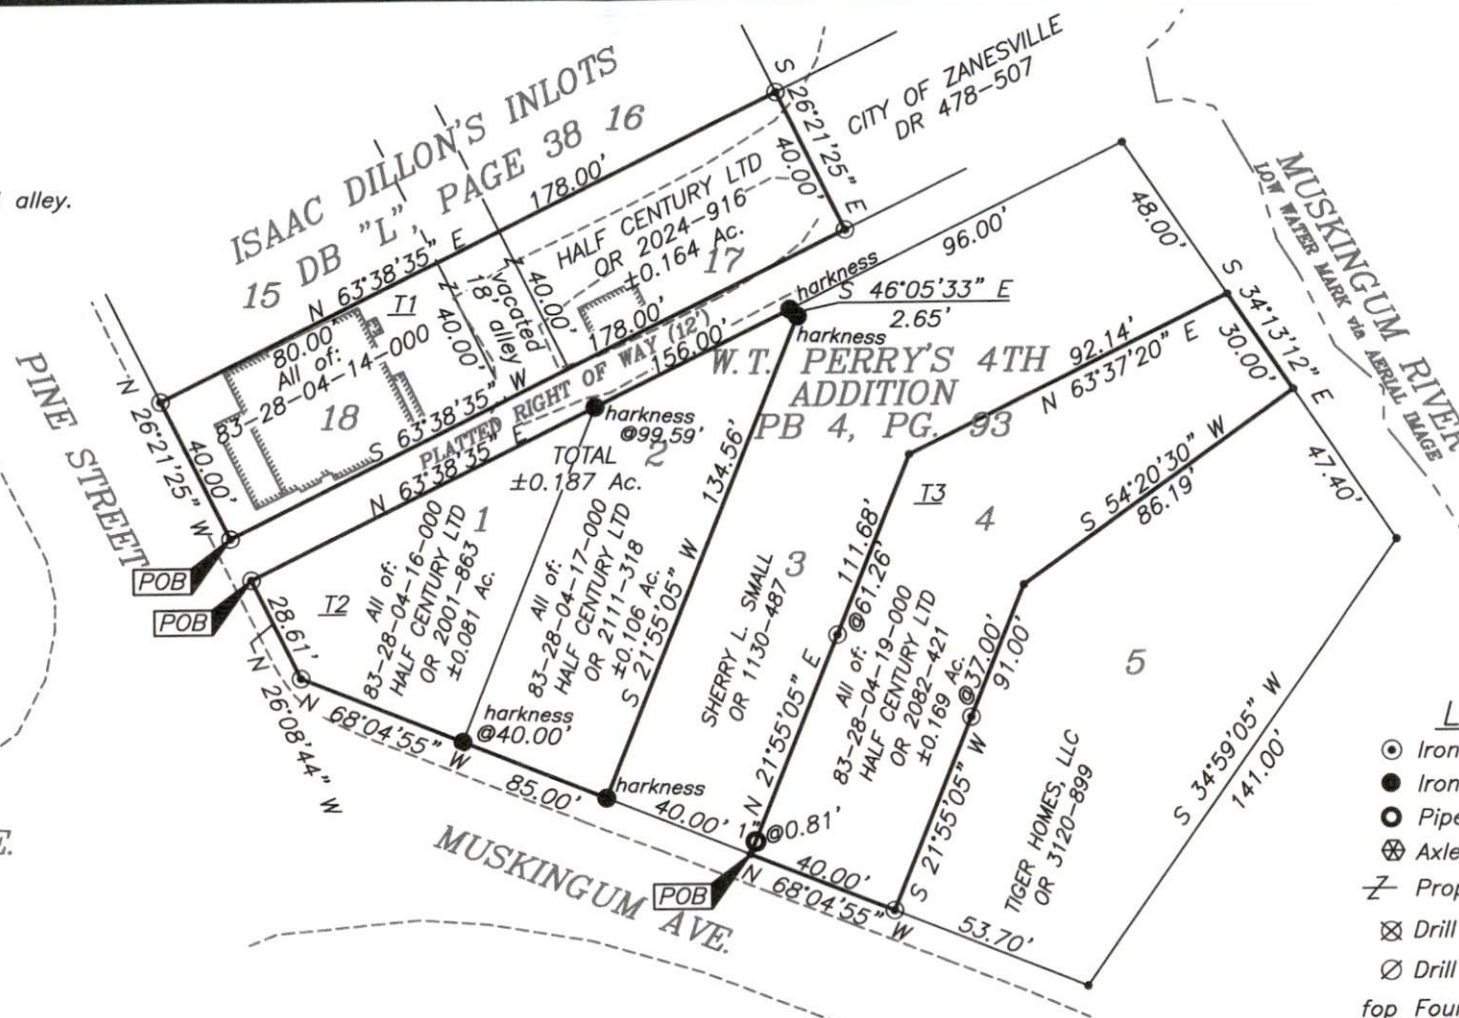 alley.
ISAAC DILLON'S INLOTS
15 DB "L", PAGE 38 16
N 63°38'35" E
178.00'
80.00'
T1
All of:
83-28-04-14-000
18
N 26°21'25" W
40.00'
PINE STREET
40.00'
vacated
18' alley
40.00'
HALF CENTURY LTD
OR 2024-916
±0.164 Ac.
17
S 26°21'25" E
40.00'
CITY OF ZANESVILLE
DR 478-507
S 63°38'35" W
178.00'
PLATTED RIGHT OF WAY (12')
N 63°38'35" E
156.00'
harkness
S 46°05'33" E
2.65'
harkness
96.00'
48.00'
MUSKINGUM RIVER
LOW WATER MARK via AERIAL IMAGE
W.T. PERRY'S 4TH
ADDITION
PB 4, PG. 93
92.14'
N 63°37'20" E
S 34°13'12" E
30.00'
47.40'
harkness
@99.59'
TOTAL
±0.187 Ac.
1
2
3
4
5
POB
POB
28.61'
N 26°08'44" W
T2
All of:
83-28-04-16-000
HALF CENTURY LTD
OR 2001-863
±0.081 Ac.
All of:
83-28-04-17-000
HALF CENTURY LTD
OR 2111-318
±0.106 Ac.
S 21°55'05" W
134.56'
SHERRY L. SMALL
OR 1130-487
111.68'
@61.26'
N 21°55'05" E
T3
All of:
83-28-04-19-000
HALF CENTURY LTD
OR 2082-421
±0.169 Ac.
S 54°20'30" W
86.19'
@37.00'
91.00'
S 21°55'05" W
TIGER HOMES, LLC
OR 3120-899
S 34°59'05" W
141.00'
N 68°04'55" W
harkness
@40.00'
85.00'
harkness
40.00'
1" @0.81'
POB
40.00'
N 68°04'55" W
53.70'
MUSKINGUM AVE.
E.
L
Iron
Iron
Pipe
Axle
Prop
Drill
Drill
fop Foun